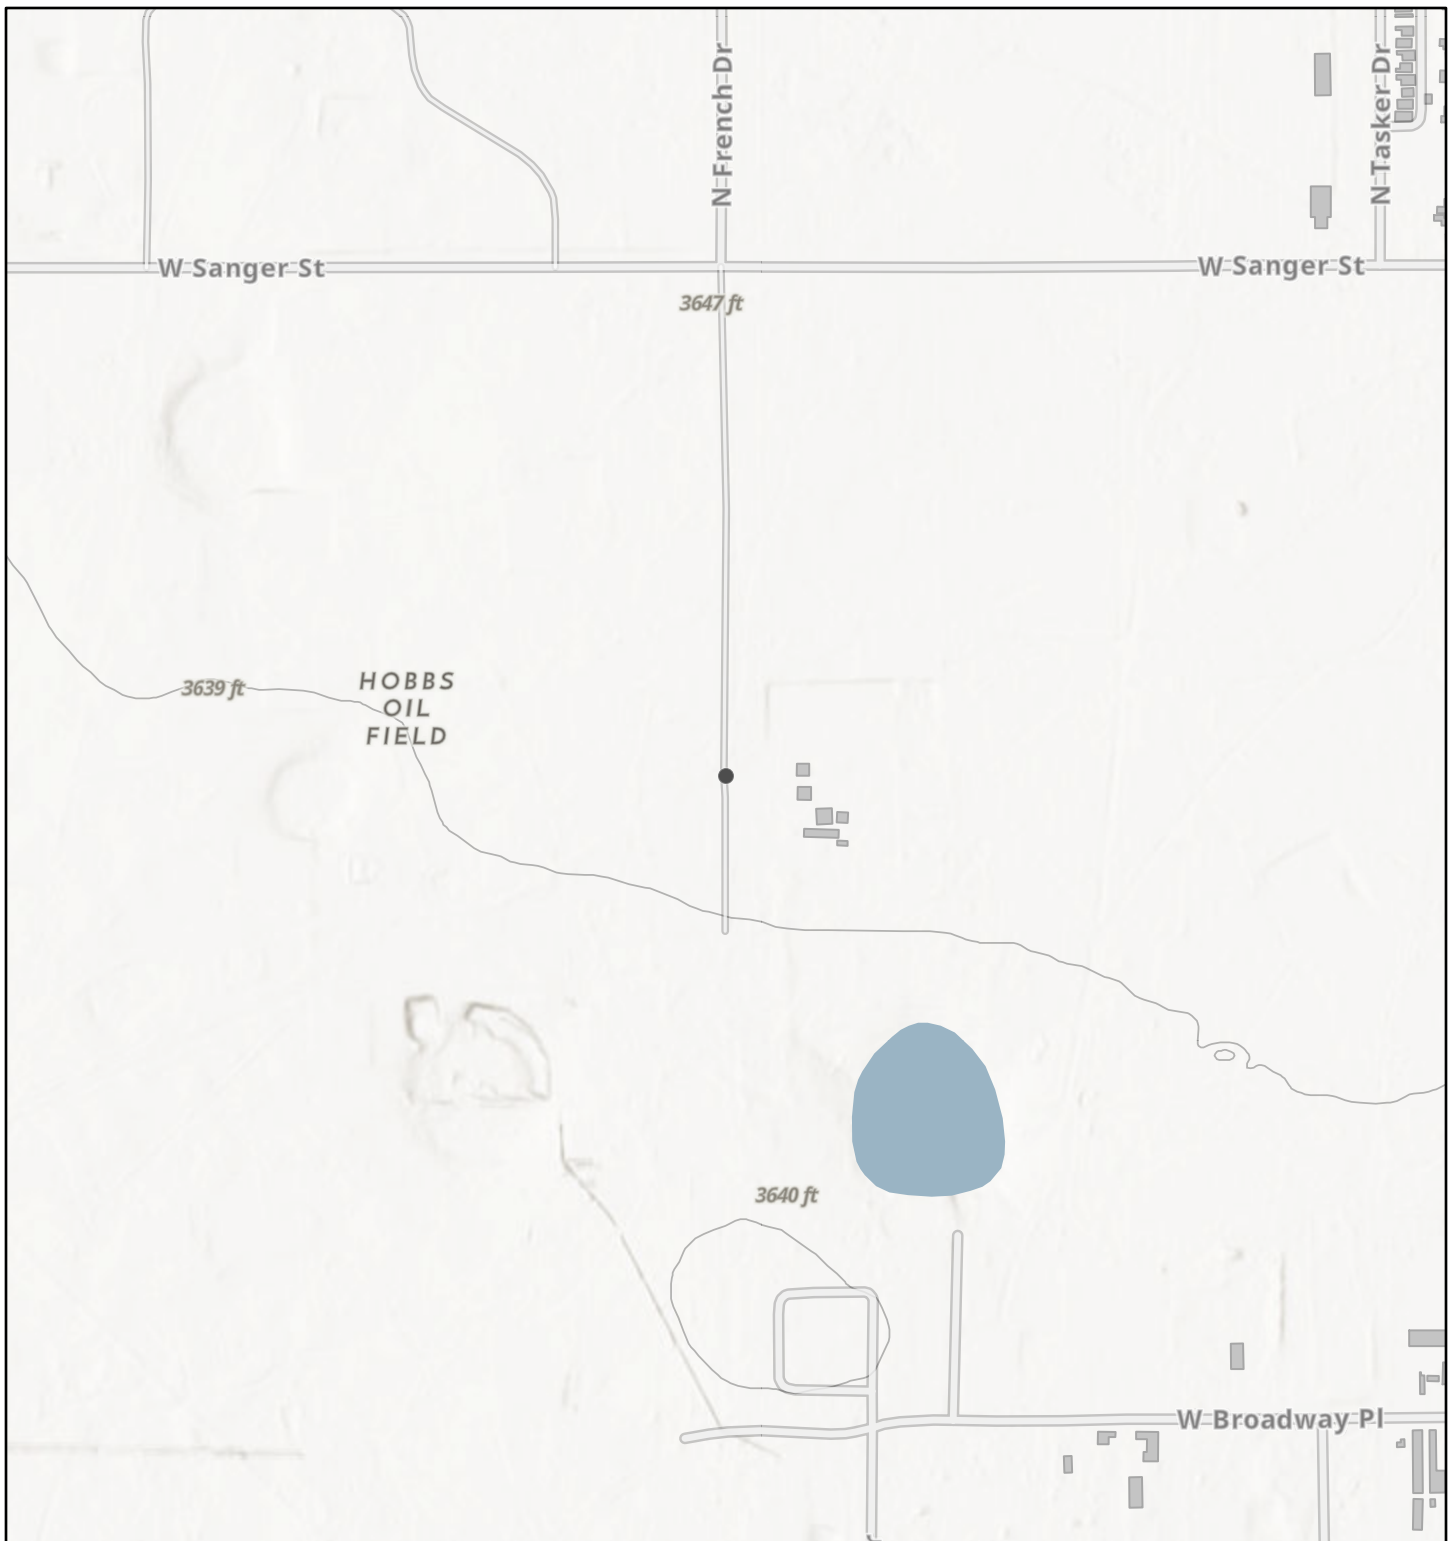 N French Dr
N Tasker Dr
W Sanger St
W Sanger St
3647 ft
3639 ft
HOBBS
OIL
FIELD
3640 ft
W Broadway Pl